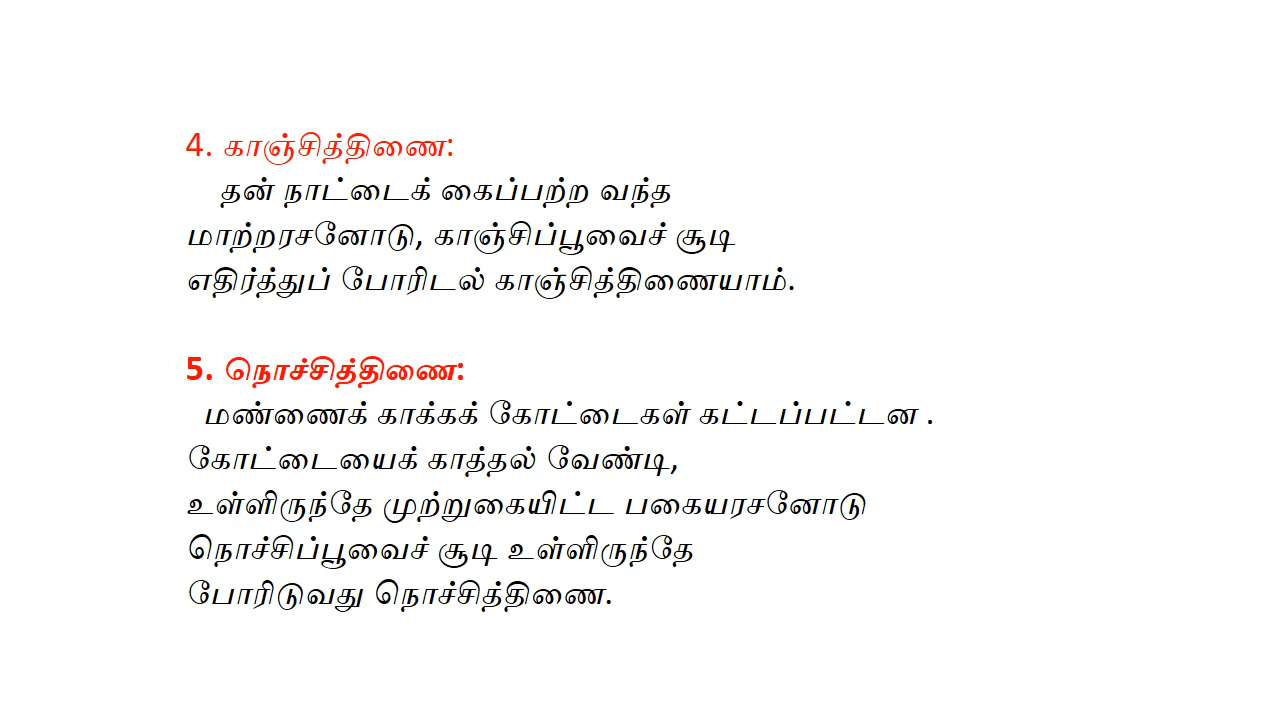 4. காஞ்சித்திணை:
தன் நாட்டைக் கைப்பற்ற வந்த
மாற்றரசனோடு, காஞ்சிப்பூவைச் சூடி
எதிர்த்துப் போரிடல் காஞ்சித்திணையாம்.
5. நொச்சித்திணை:
மண்ணைக் காக்கக் கோட்டைகள் கட்டப்பட்டன .
கோட்டையைக் காத்தல் வேண்டி,
உள்ளிருந்தே முற்றுகையிட்ட பகையரசனோடு
நொச்சிப்பூவைச் சூடி உள்ளிருந்தே
போரிடுவது நொச்சித்திணை.